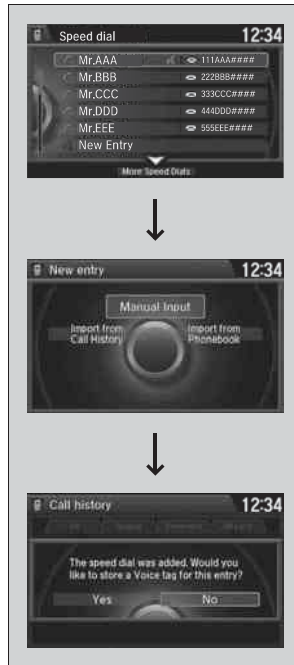 Speed dial 12:34
Mr.AAA 111AAA####
Mr.BBB 222BBB####
Mr.CCC 333CCC####
Mr.DDD 444DDD####
Mr.EEE 555EEE####
New Entry
More Speed Dials
New entry 12:34
Manual Input
Import from Call History
Import from Phonebook
Call history 12:34
The speed dial was added. Would you
like to store a Voice tag for this entry?
Yes No